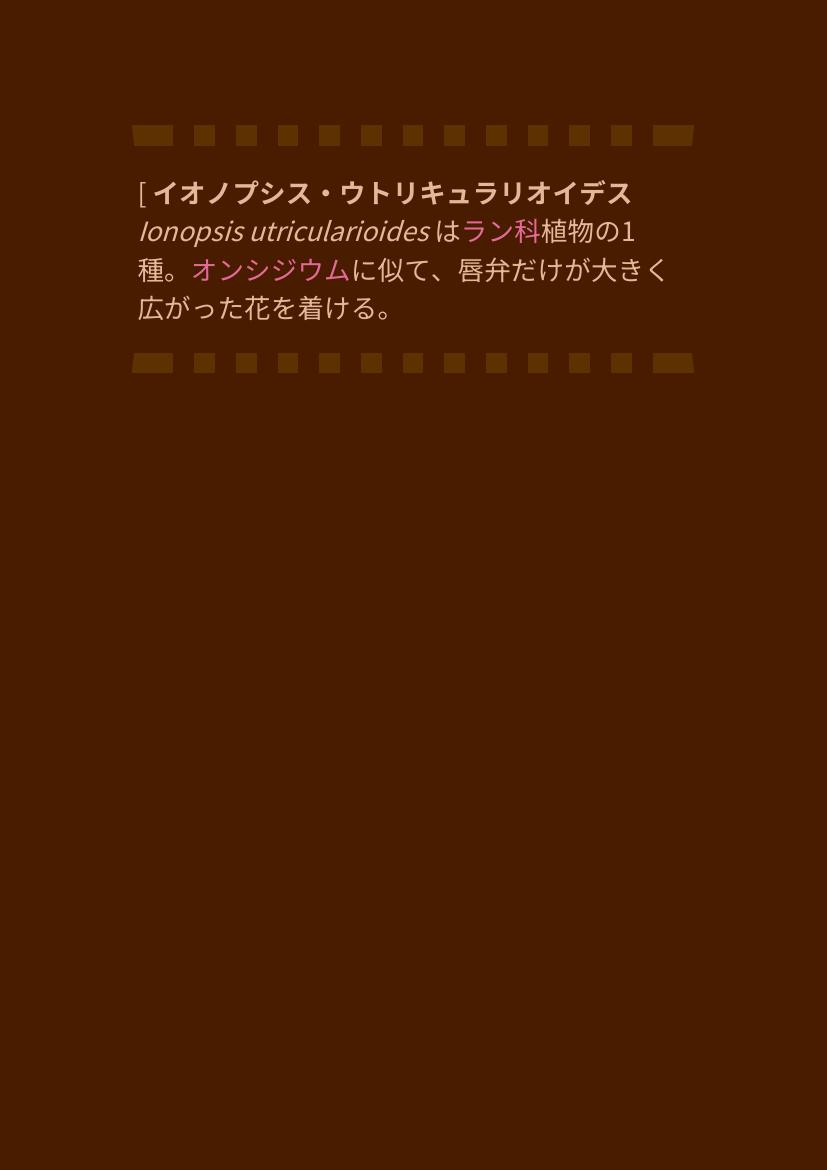 [ イオノプシス・ウトリキュラリオイデス
Ionopsis utricularioides はラン科植物の1
種。オンシジウムに似て、唇弁だけが大きく
広がった花を着ける。